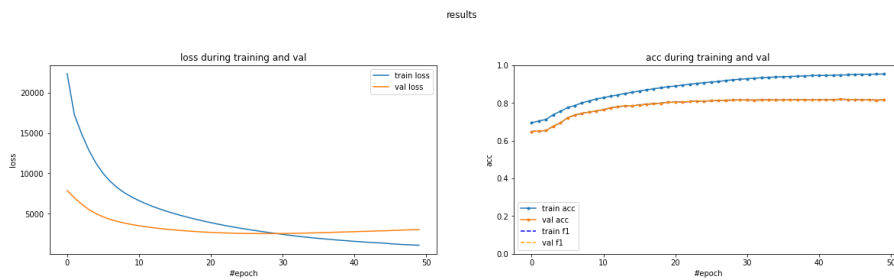 results
loss during training and val
train loss
val loss
20000
15000
10000
5000
loss
0 10 20 30 40 50
#epoch
acc during training and val
1.0
0.8
0.6
0.4
0.2
0.0
acc
train acc
val acc
train f1
val f1
0 10 20 30 40 50
#epoch